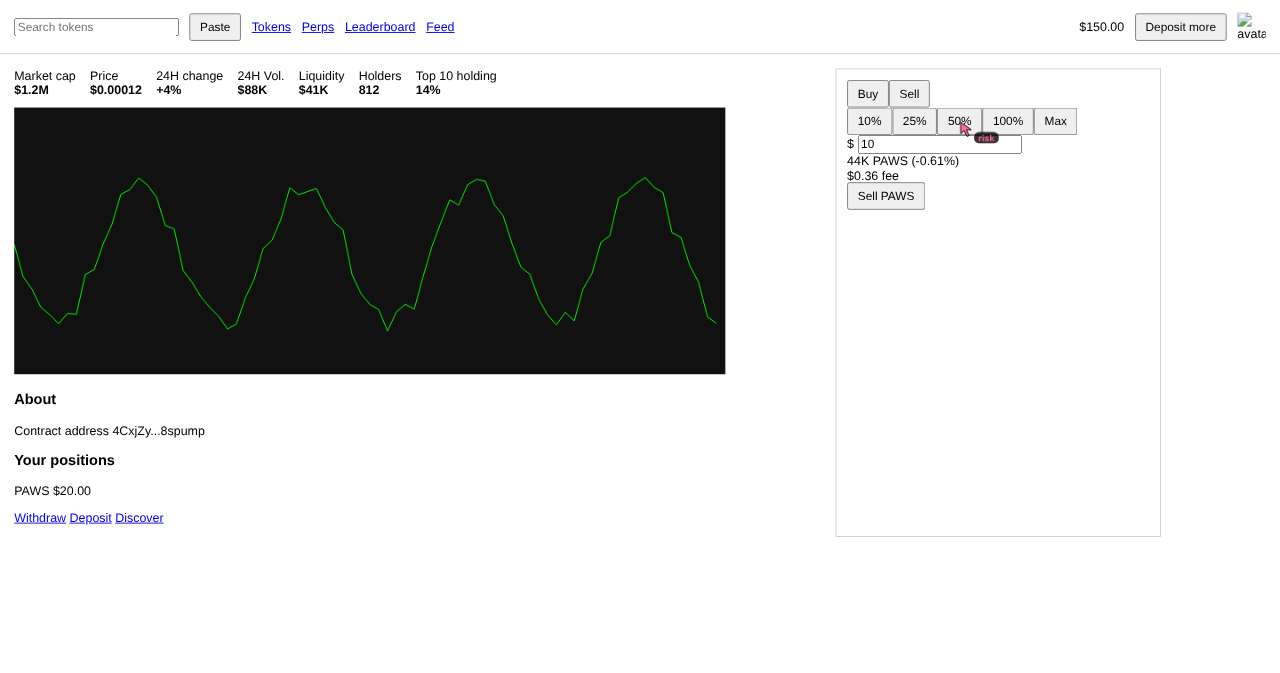 Search tokens Paste Tokens Perps Leaderboard Feed $150.00 Deposit more avata
Market cap Price 24H change 24H Vol. Liquidity Holders Top 10 holding
$1.2M $0.00012 +4% $88K $41K 812 14%
Buy Sell
10% 25% 50% 100% Max
risk
$ 10
44K PAWS (-0.61%)
$0.36 fee
Sell PAWS
About
Contract address 4CxjZy...8spump
Your positions
PAWS $20.00
Withdraw Deposit Discover